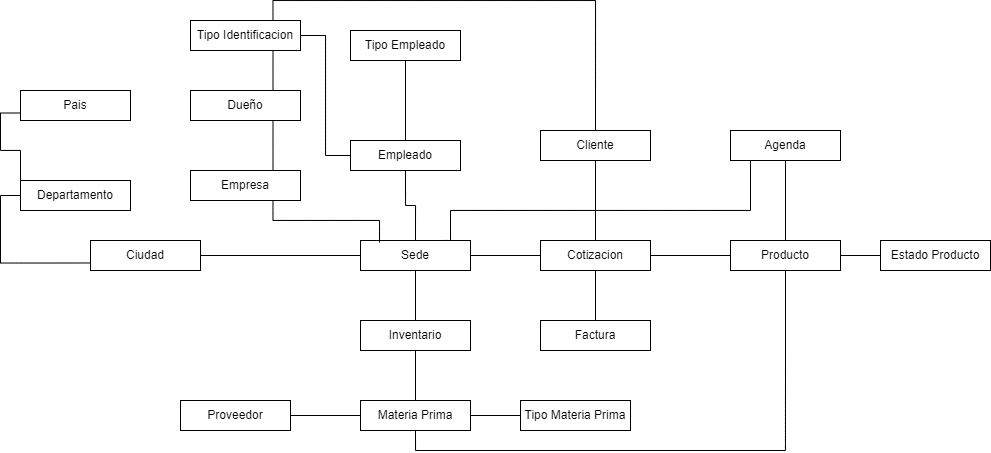 Tipo Identificacion
Tipo Empleado
Pais
Dueño
Cliente
Agenda
Empleado
Empresa
Departamento
Ciudad
Sede
Cotizacion
Producto
Estado Producto
Inventario
Factura
Proveedor
Materia Prima
Tipo Materia Prima